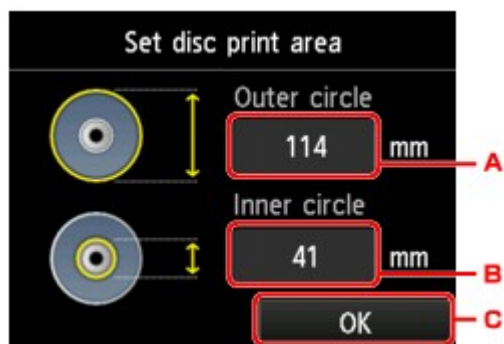 Set disc print area
Outer circle
114 mm
A
Inner circle
41 mm
B
OK
C